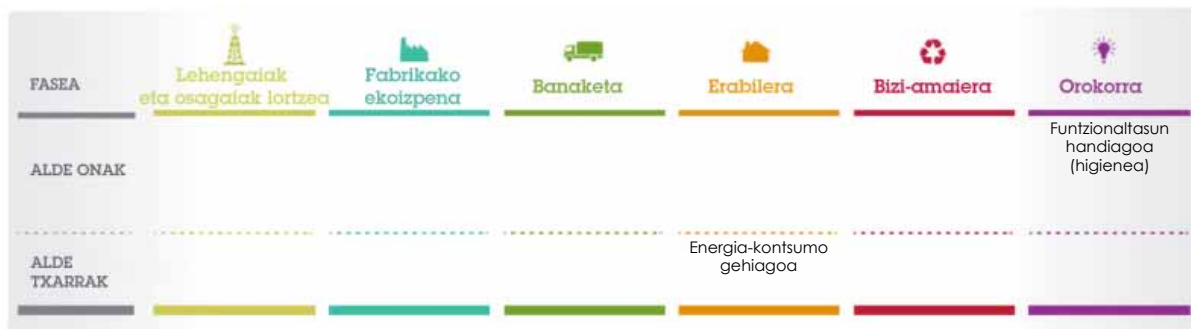 FASEA
Lehengaiak
eta osagaiak lortzea
Fabrikako
ekoizpena
Banaketa
Erabilera
Bizi-amaiera
Orokorra
ALDE ONAK
Funtzionaltasun
handiagoa
(higienea)
ALDE
TXARRAK
Energia-kontsumo
gehiagoa